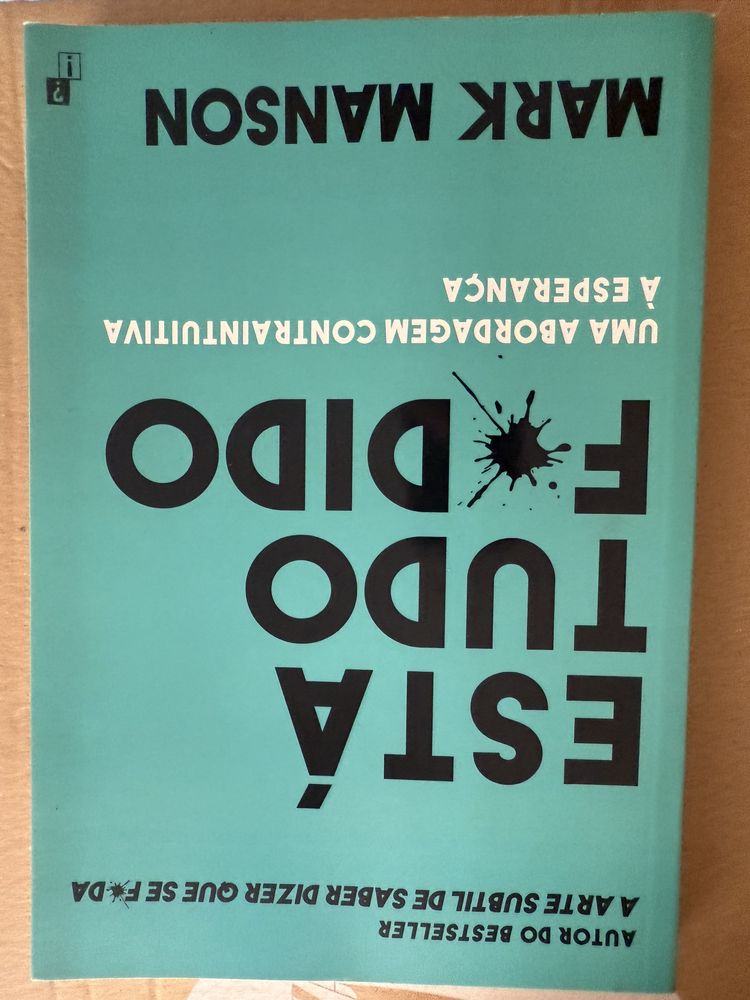 AUTOR DO BESTSELLER
A ARTE SUBTIL DE SABER DIZER QUE SE F*DA
ESTÁ
TUDO
F*DIDO
UMA ABORDAGEM CONTRAINTUITIVA
À ESPERANÇA
MARK MANSON
¿
i